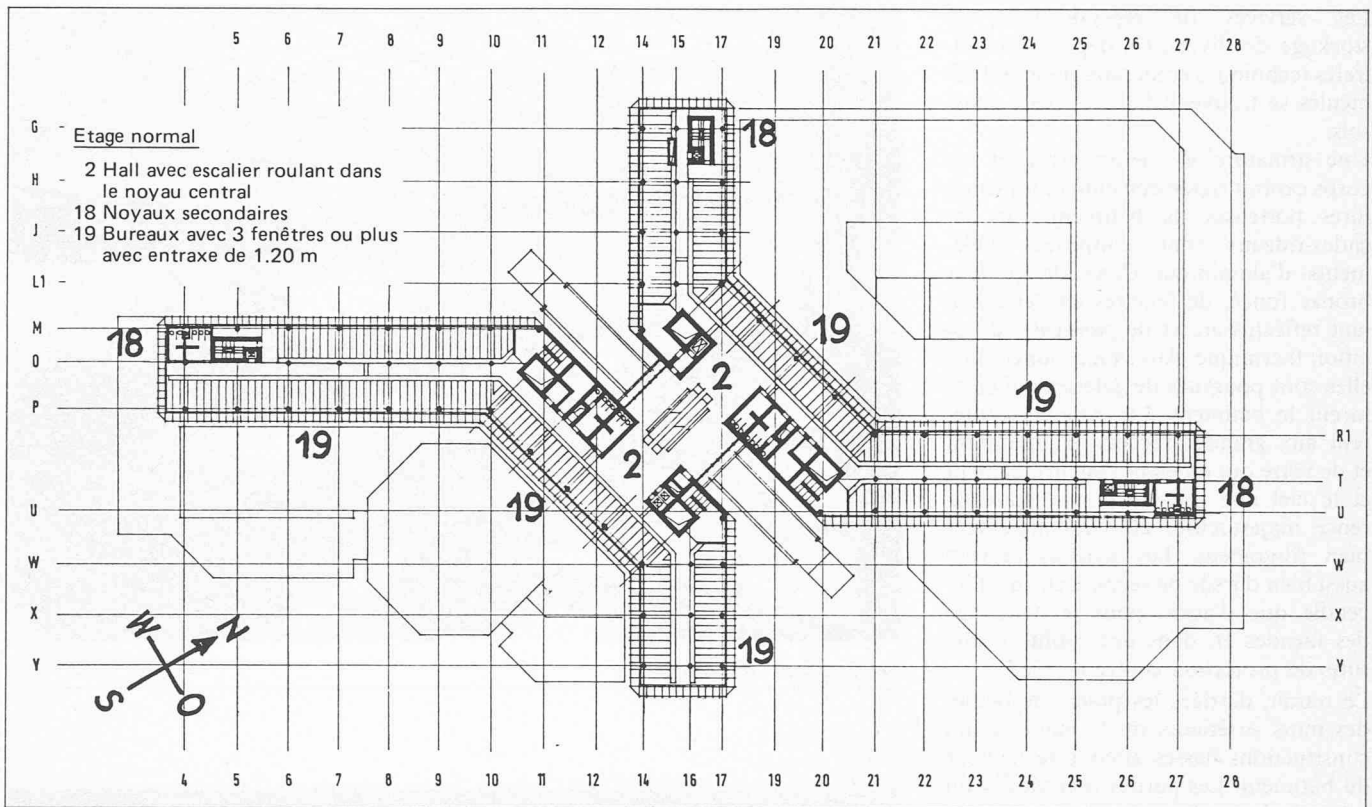 5 6 7 8 9 10 11 12 14 15 17 19 20 21 22 23 24 25 26 27 28
G
18
Etage normal
H
2 Hall avec escalier roulant dans
le noyau central
18 Noyaux secondaires
J
19 Bureaux avec 3 fenêtres ou plus
avec entraxe de 1.20 m
L1
M
18
19
O
2
19
P
19
R1
2
T
19
18
U
U
W
W
X
X
W N
19
Y
Y
S O
4 5 6 7 8 9 10 11 12 14 16 17 19 20 21 22 23 24 25 26 27 28